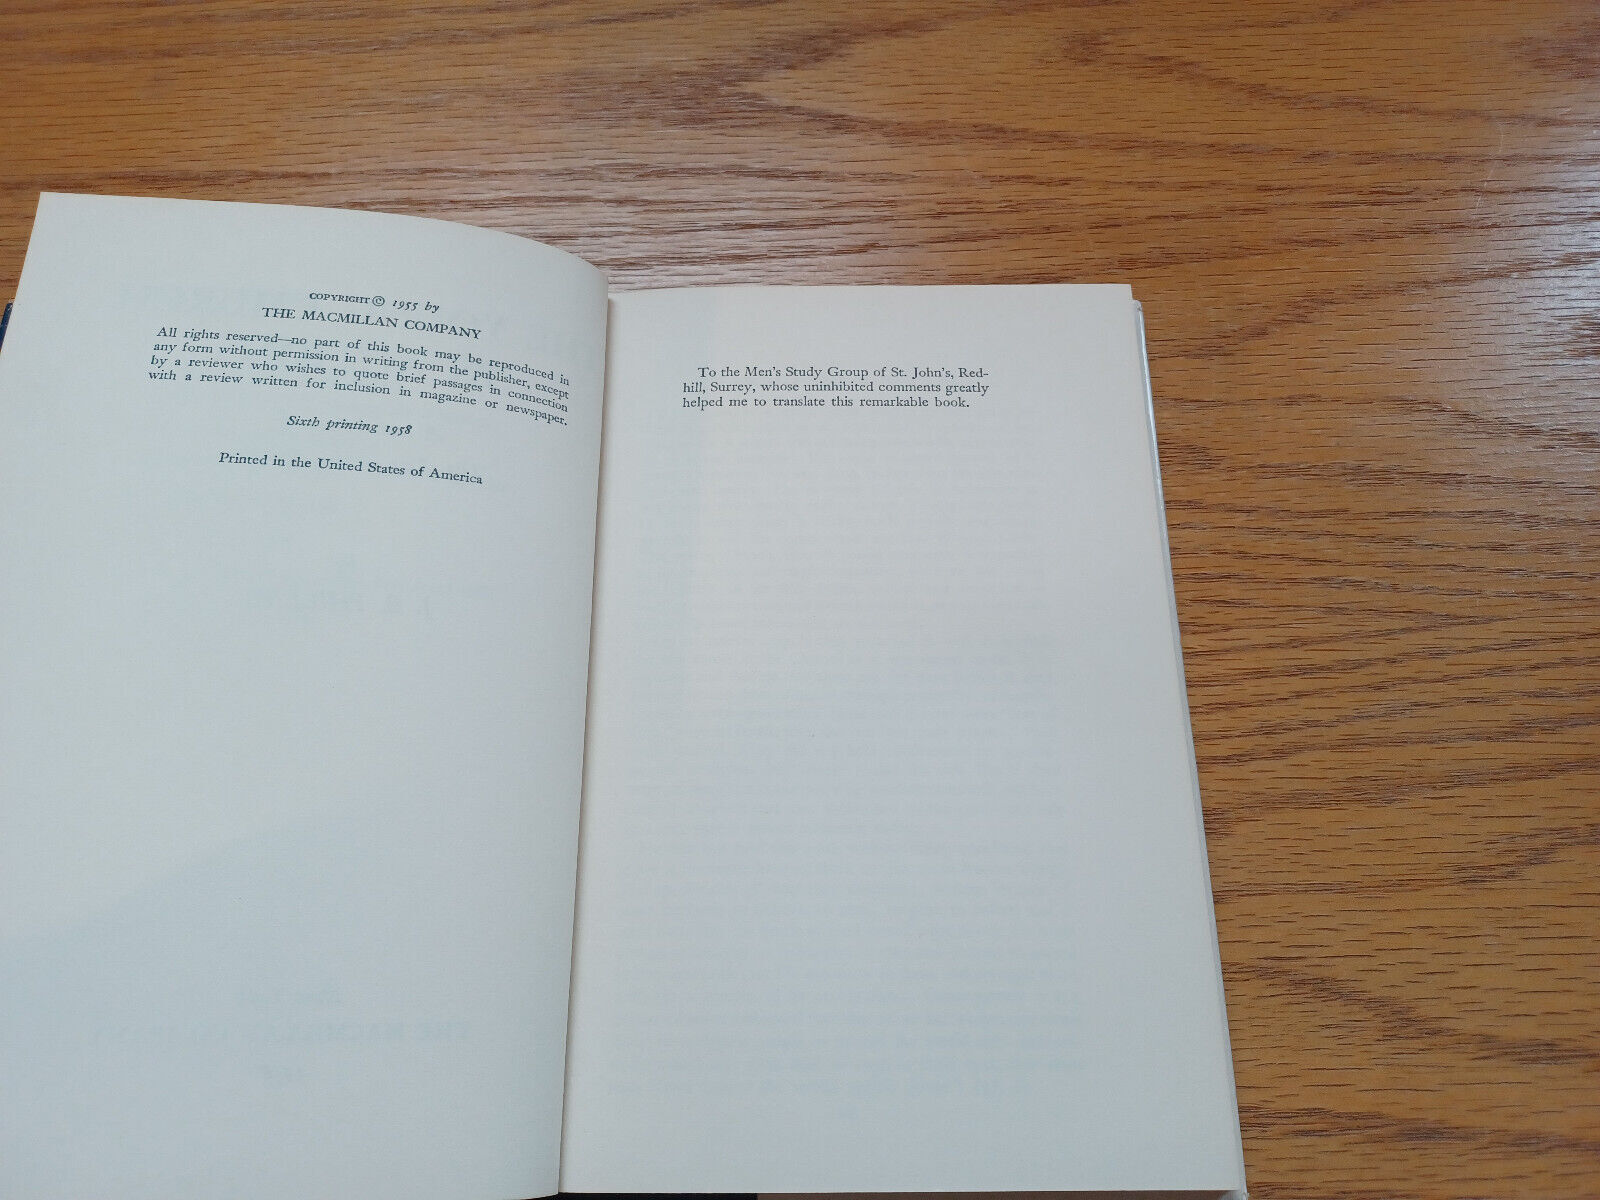 COPYRIGHT © 1955 by
THE MACMILLAN COMPANY
All rights reserved—no part of this book may be reproduced in
any form without permission in writing from the publisher, except
by a reviewer who wishes to quote brief passages in connection
with a review written for inclusion in magazine or newspaper.
Sixth printing 1958
Printed in the United States of America
To the Men's Study Group of St. John's, Red-
hill, Surrey, whose uninhibited comments greatly
helped me to translate this remarkable book.